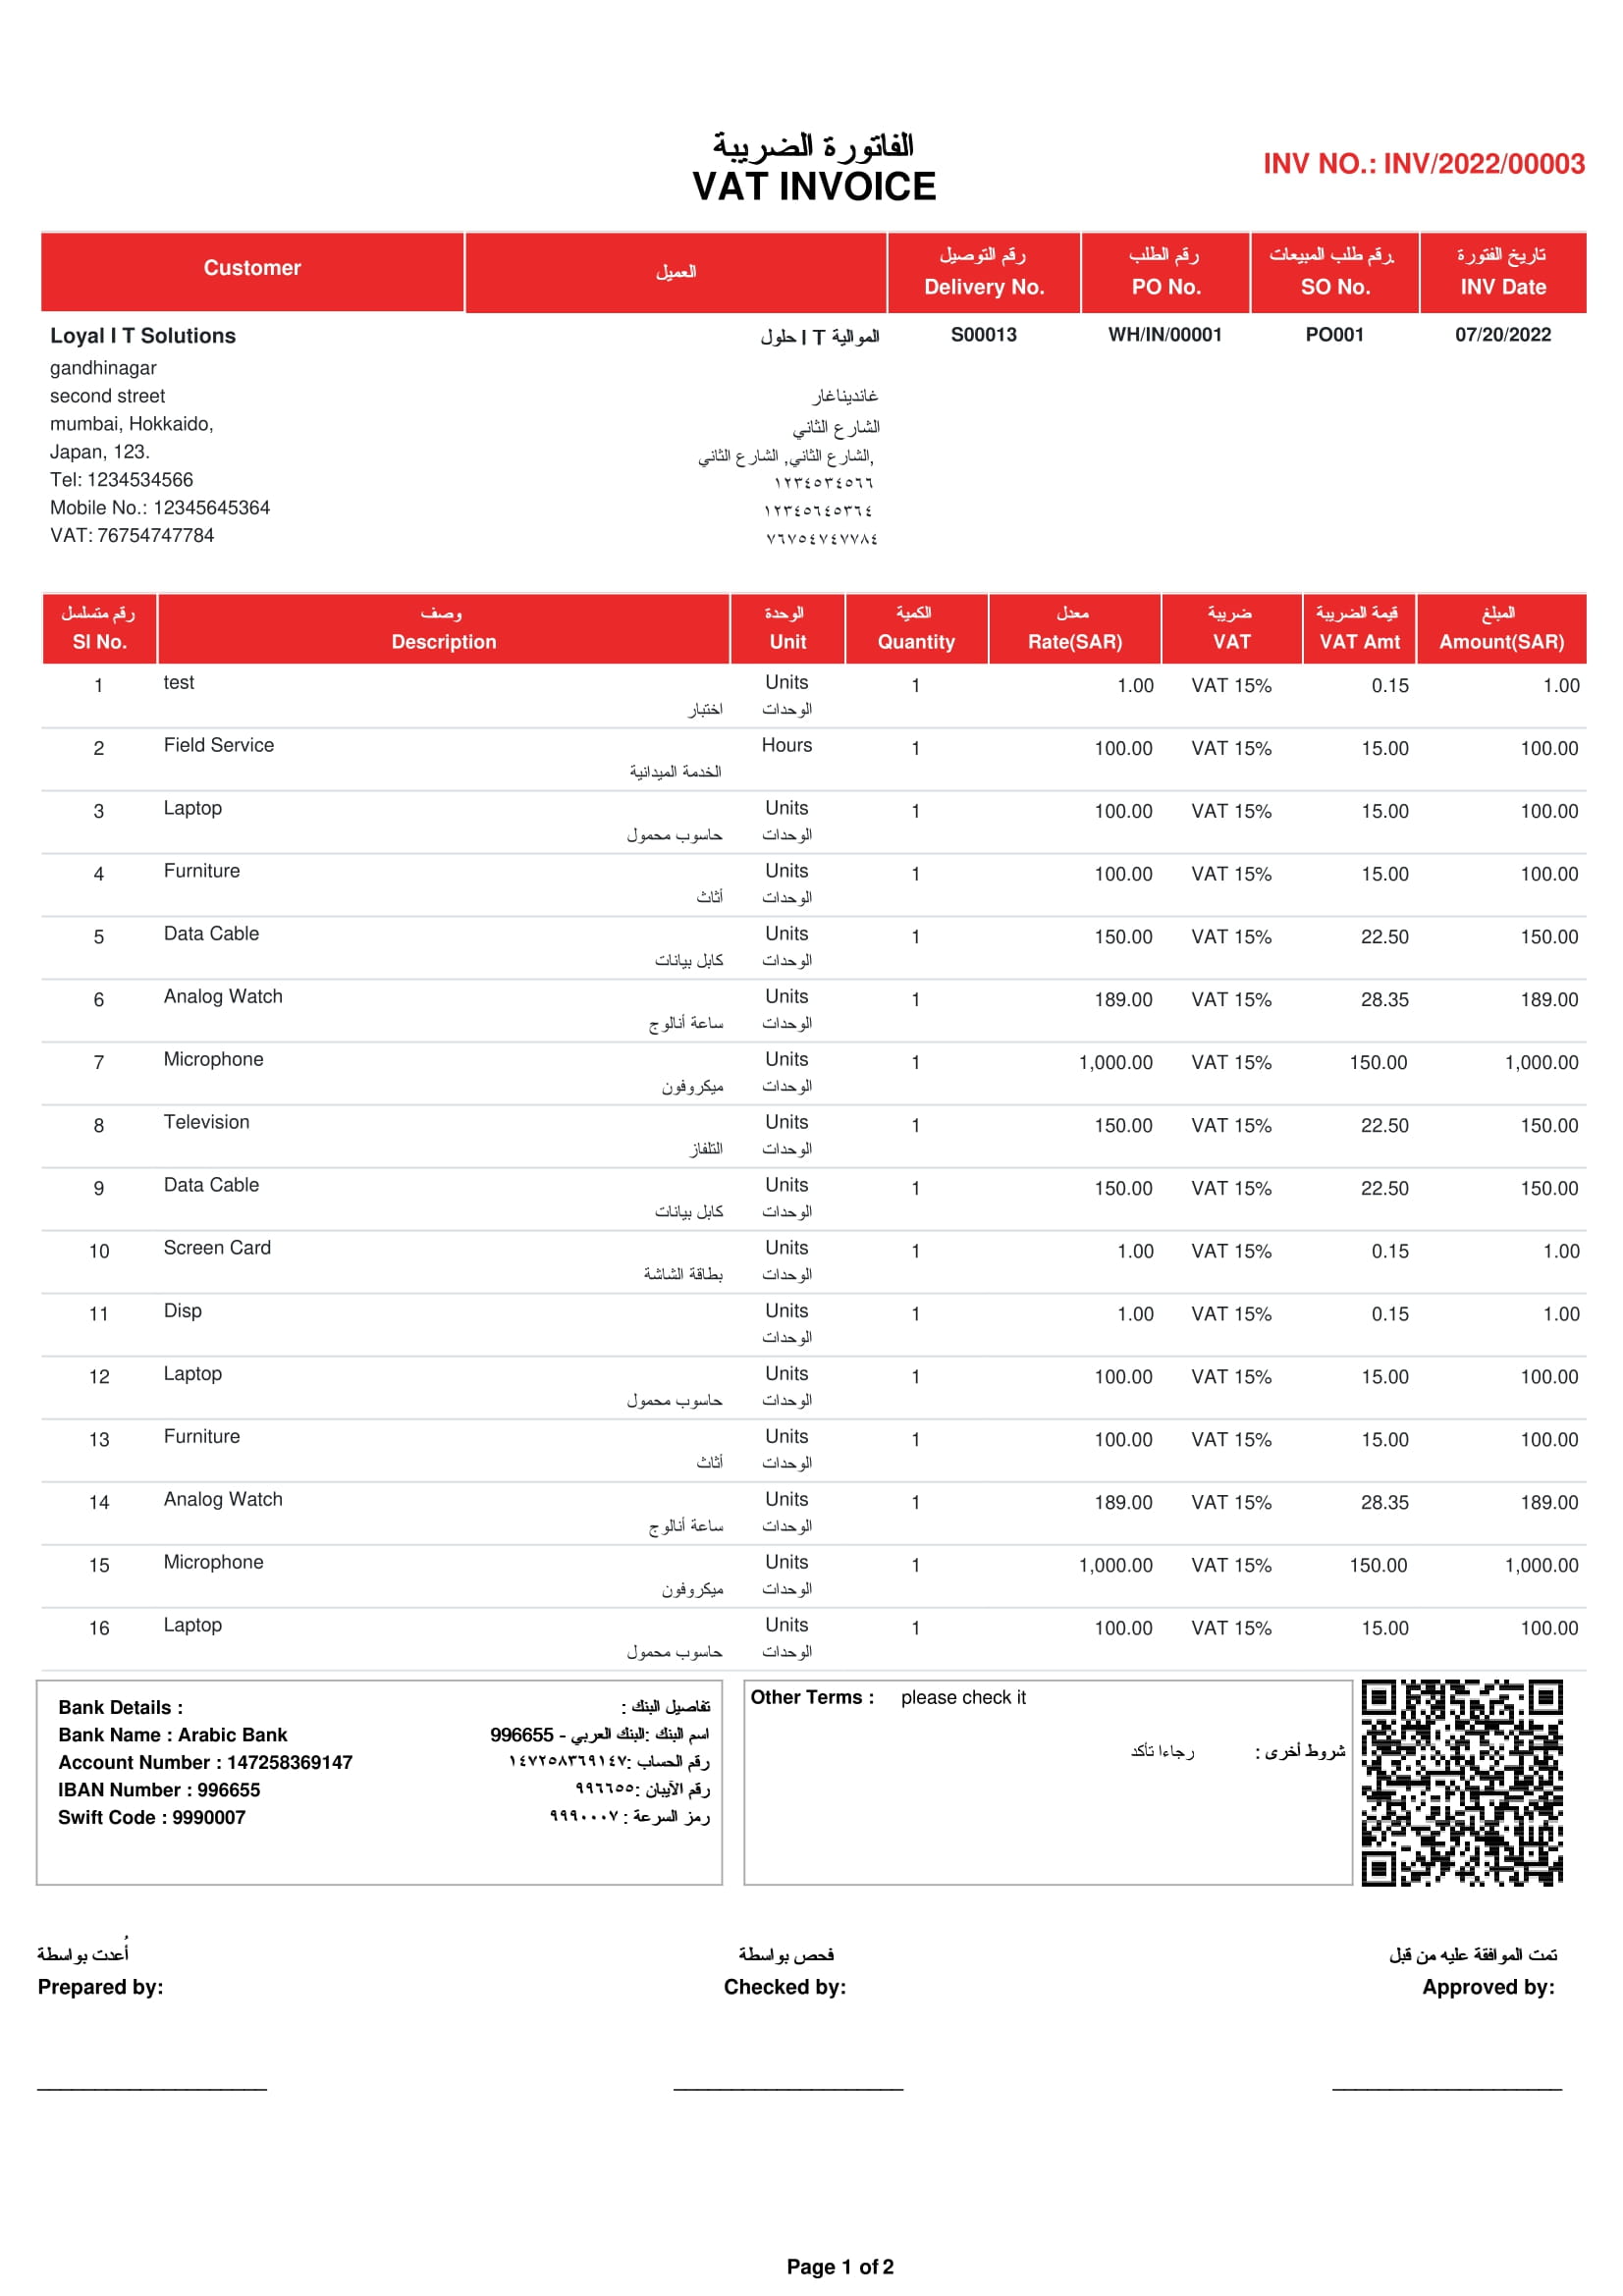 الفاتورة الضريبة
VAT INVOICE
INV NO.: INV/2022/00003
Customer العميل رقم التوصيل Delivery No. رقم الطلب PO No. رقم طلب المبيعات. SO No. تاريخ الفتورة INV Date
Loyal I T Solutions الموالية I T حلول S00013 WH/IN/00001 PO001 07/20/2022
gandhinagar
second street غانديناغار
mumbai, Hokkaido, الشارع الثاني
Japan, 123. الشارع الثاني, الشارع الثاني,
Tel: 1234534566 ١٢٣٤٥٣٤٥٦٦
Mobile No.: 12345645364 ١٢٣٤٥٦٤٥٣٦٤
VAT: 76754747784 ٧٦٧٥٤٧٤٧٧٨٤
رقم متسلسل وصف الوحدة الكمية معدل ضريبة قيمة الضريبة المبلغ
SI No. Description Unit Quantity Rate(SAR) VAT VAT Amt Amount(SAR)
1 test Units 1 1.00 VAT 15% 0.15 1.00
اختبار الوحدات
2 Field Service Hours 1 100.00 VAT 15% 15.00 100.00
الخدمة الميدانية
3 Laptop Units 1 100.00 VAT 15% 15.00 100.00
حاسوب محمول الوحدات
4 Furniture Units 1 100.00 VAT 15% 15.00 100.00
أثاث الوحدات
5 Data Cable Units 1 150.00 VAT 15% 22.50 150.00
كابل بيانات الوحدات
6 Analog Watch Units 1 189.00 VAT 15% 28.35 189.00
ساعة أنالوج الوحدات
7 Microphone Units 1 1,000.00 VAT 15% 150.00 1,000.00
ميكروفون الوحدات
8 Television Units 1 150.00 VAT 15% 22.50 150.00
التلفاز الوحدات
9 Data Cable Units 1 150.00 VAT 15% 22.50 150.00
كابل بيانات الوحدات
10 Screen Card Units 1 1.00 VAT 15% 0.15 1.00
بطاقة الشاشة الوحدات
11 Disp Units 1 1.00 VAT 15% 0.15 1.00
الوحدات
12 Laptop Units 1 100.00 VAT 15% 15.00 100.00
حاسوب محمول الوحدات
13 Furniture Units 1 100.00 VAT 15% 15.00 100.00
أثاث الوحدات
14 Analog Watch Units 1 189.00 VAT 15% 28.35 189.00
ساعة أنالوج الوحدات
15 Microphone Units 1 1,000.00 VAT 15% 150.00 1,000.00
ميكروفون الوحدات
16 Laptop Units 1 100.00 VAT 15% 15.00 100.00
حاسوب محمول الوحدات
Bank Details : تفاصيل البنك :
Bank Name : Arabic Bank اسم البنك :البنك العربي - 996655
Account Number : 147258369147 رقم الحساب :١٤٧٢٥٨٣٦٩١٤٧
IBAN Number : 996655 رقم الآيبان :٩٩٦٦٥٥
Swift Code : 9990007 رمز السرعة : ٩٩٩٠٠٠٧
Other Terms : please check it
شروط أخرى : رجاءا تأكد
أُعدت بواسطة فحص بواسطة تمت الموافقة عليه من قبل
Prepared by: Checked by: Approved by:
Page 1 of 2